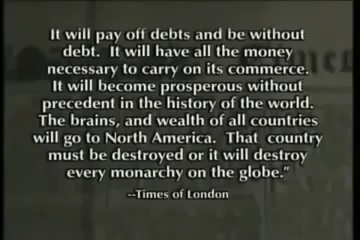 It will pay off debts and be without
debt. It will have all the money
necessary to carry on its commerce.
It will become prosperous without
precedent in the history of the world.
The brains, and wealth of all countries
will go to North America. That country
must be destroyed or it will destroy
every monarchy on the globe."
--Times of London